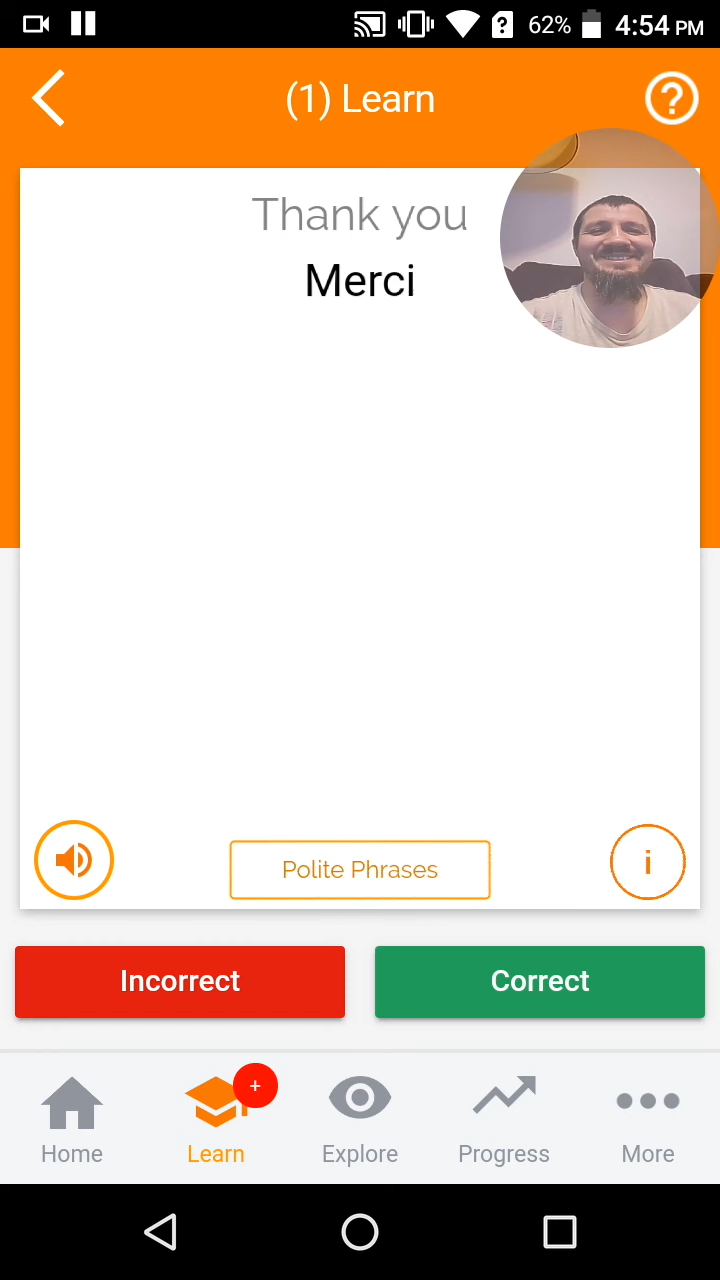 62% 4:54 PM
(1) Learn
Thank you
Merci
Polite Phrases
i
Incorrect Correct
+
Home Learn Explore Progress More